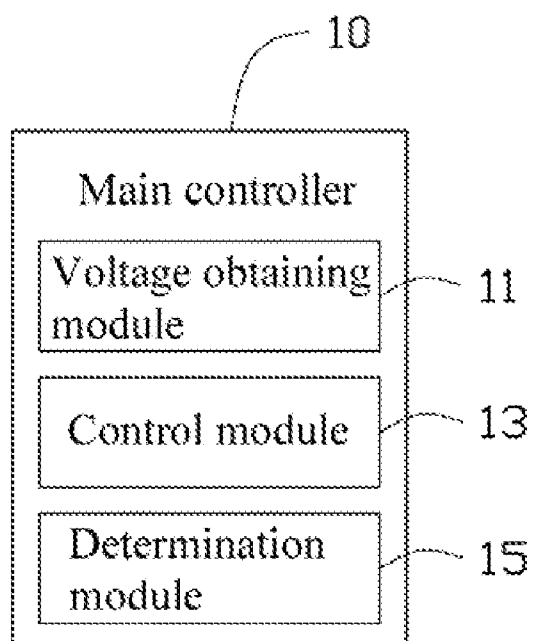 10
Main controller
Voltage obtaining
module
11
Control module
13
Determination
module
15